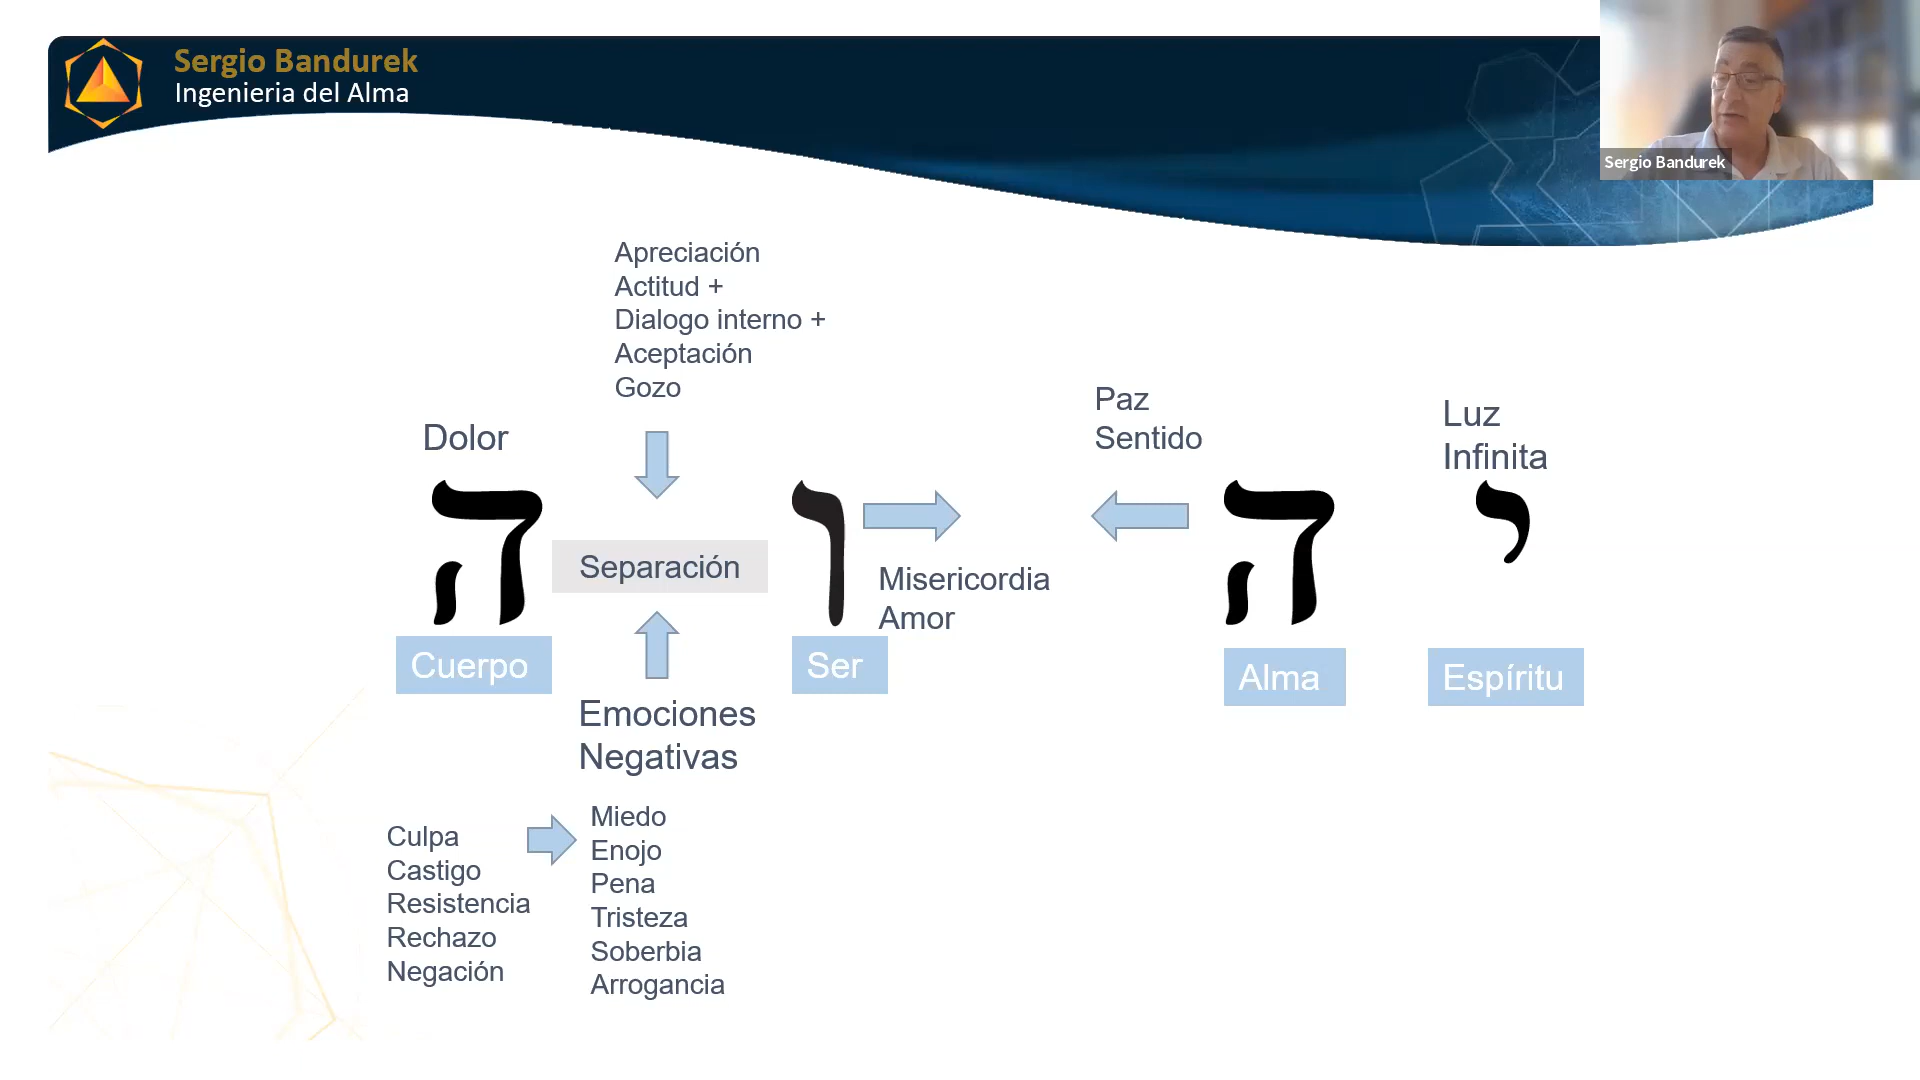 Sergio Bandurek
Ingenieria del Alma
Sergio Bandurek
Apreciación
Actitud +
Dialogo interno +
Aceptación
Gozo
Dolor
Paz
Sentido
Luz
Infinita
ה
ו
ה
י
Separación
Misericordia
Amor
Cuerpo
Ser
Alma
Espíritu
Emociones
Negativas
Culpa
Castigo
Resistencia
Rechazo
Negación
Miedo
Enojo
Pena
Tristeza
Soberbia
Arrogancia